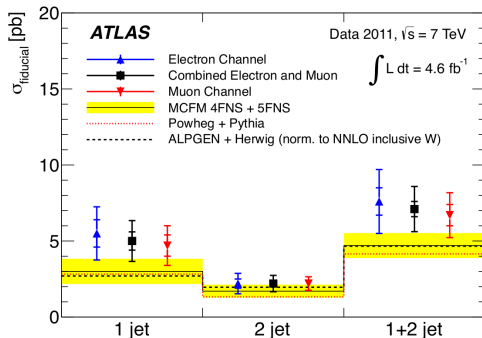 ATLAS
Data 2011, √s = 7 TeV
∫ L dt = 4.6 fb⁻¹
Electron Channel
Combined Electron and Muon
Muon Channel
MCFM 4FNS + 5FNS
Powheg + Pythia
ALPGEN + Herwig (norm. to NNLO inclusive W)
σfiducial [pb]
20
15
10
5
0
1 jet 2 jet 1+2 jet